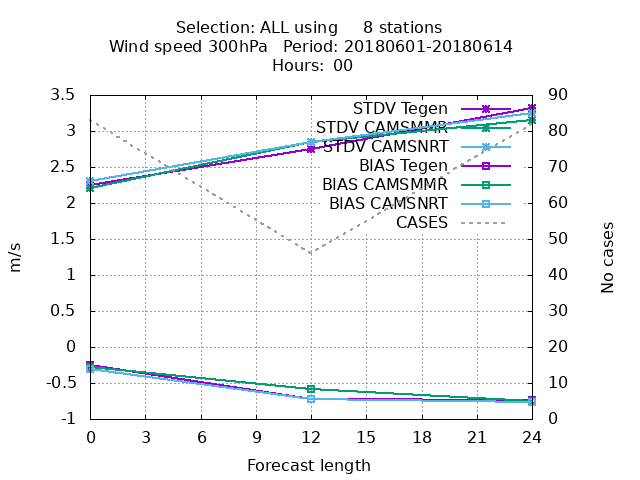 Selection: ALL using 8 stations
Wind speed 300hPa Period: 20180601-20180614
Hours: 00
3.5
3
2.5
2
1.5
1
0.5
0
-0.5
-1
90
80
70
60
50
40
30
20
10
0
STDV Tegen
STDV CAMSMMR
STDV CAMSNRT
BIAS Tegen
BIAS CAMSMMR
BIAS CAMSNRT
CASES
m/s
No cases
0 3 6 9 12 15 18 21 24
Forecast length